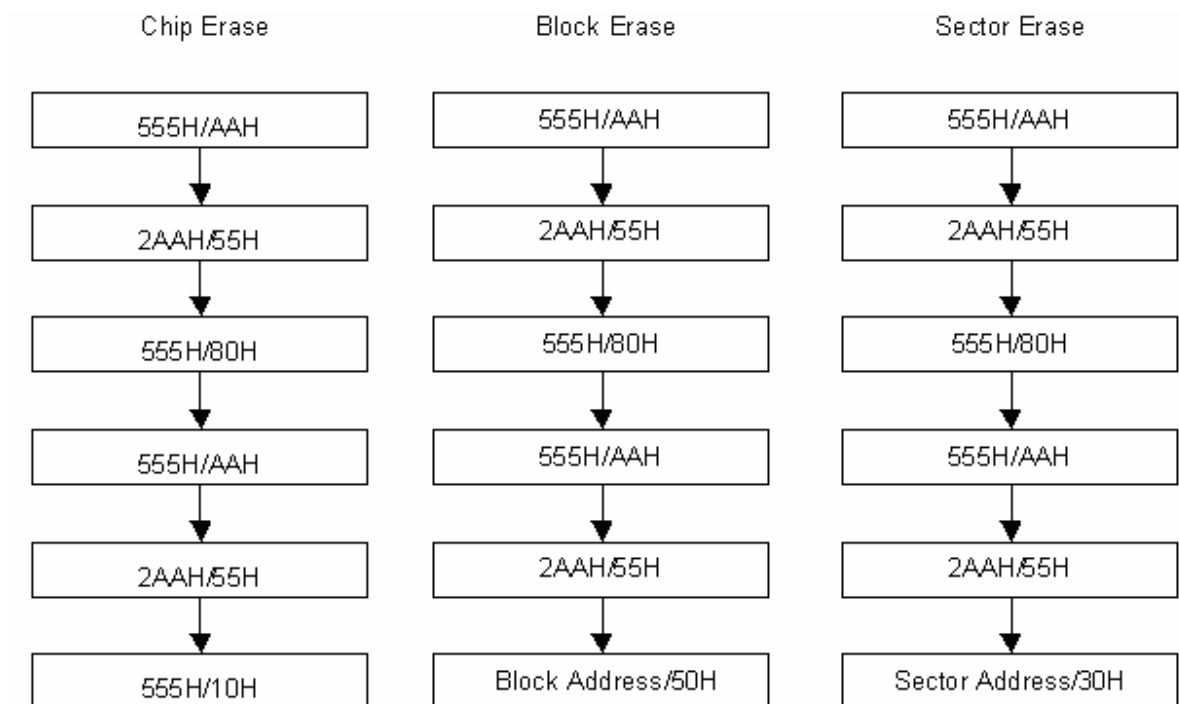 Chip Erase
555H/AAH
2AAH/55H
555H/80H
555H/AAH
2AAH/55H
555H/10H
Block Erase
555H/AAH
2AAH/55H
555H/80H
555H/AAH
2AAH/55H
Block Address/50H
Sector Erase
555H/AAH
2AAH/55H
555H/80H
555H/AAH
2AAH/55H
Sector Address/30H